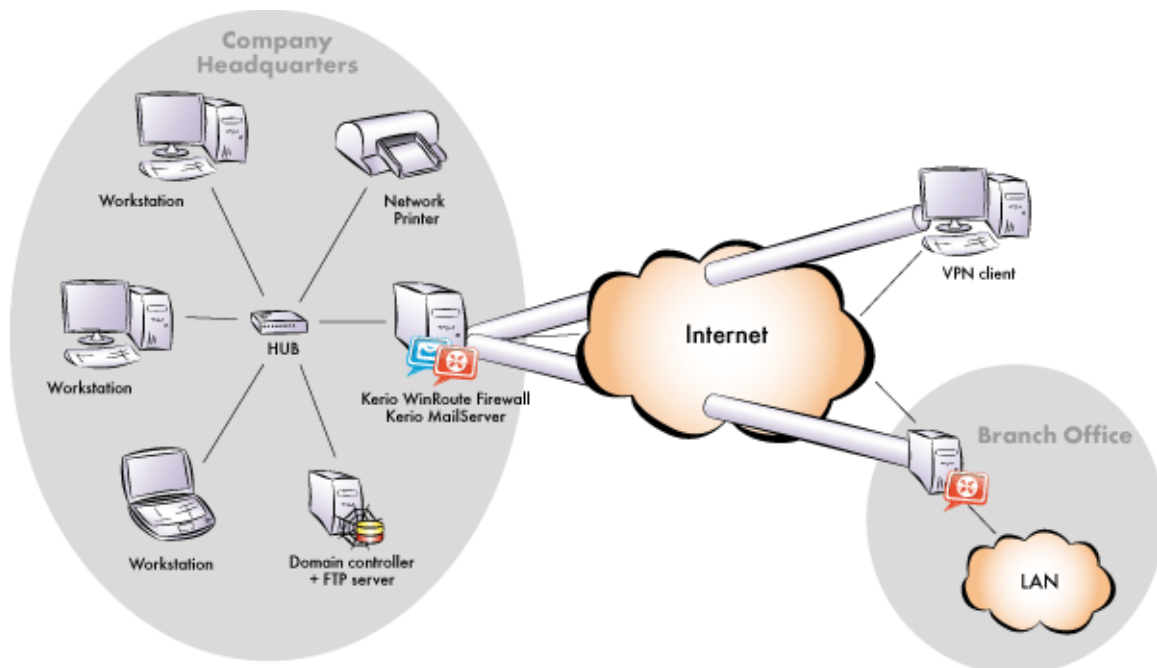 Company
Headquarters
Workstation
Network
Printer
Workstation
HUB
Kerio WinRoute Firewall
Kerio MailServer
Workstation
Domain controller
+ FTP server
Internet
VPN client
Branch Office
LAN